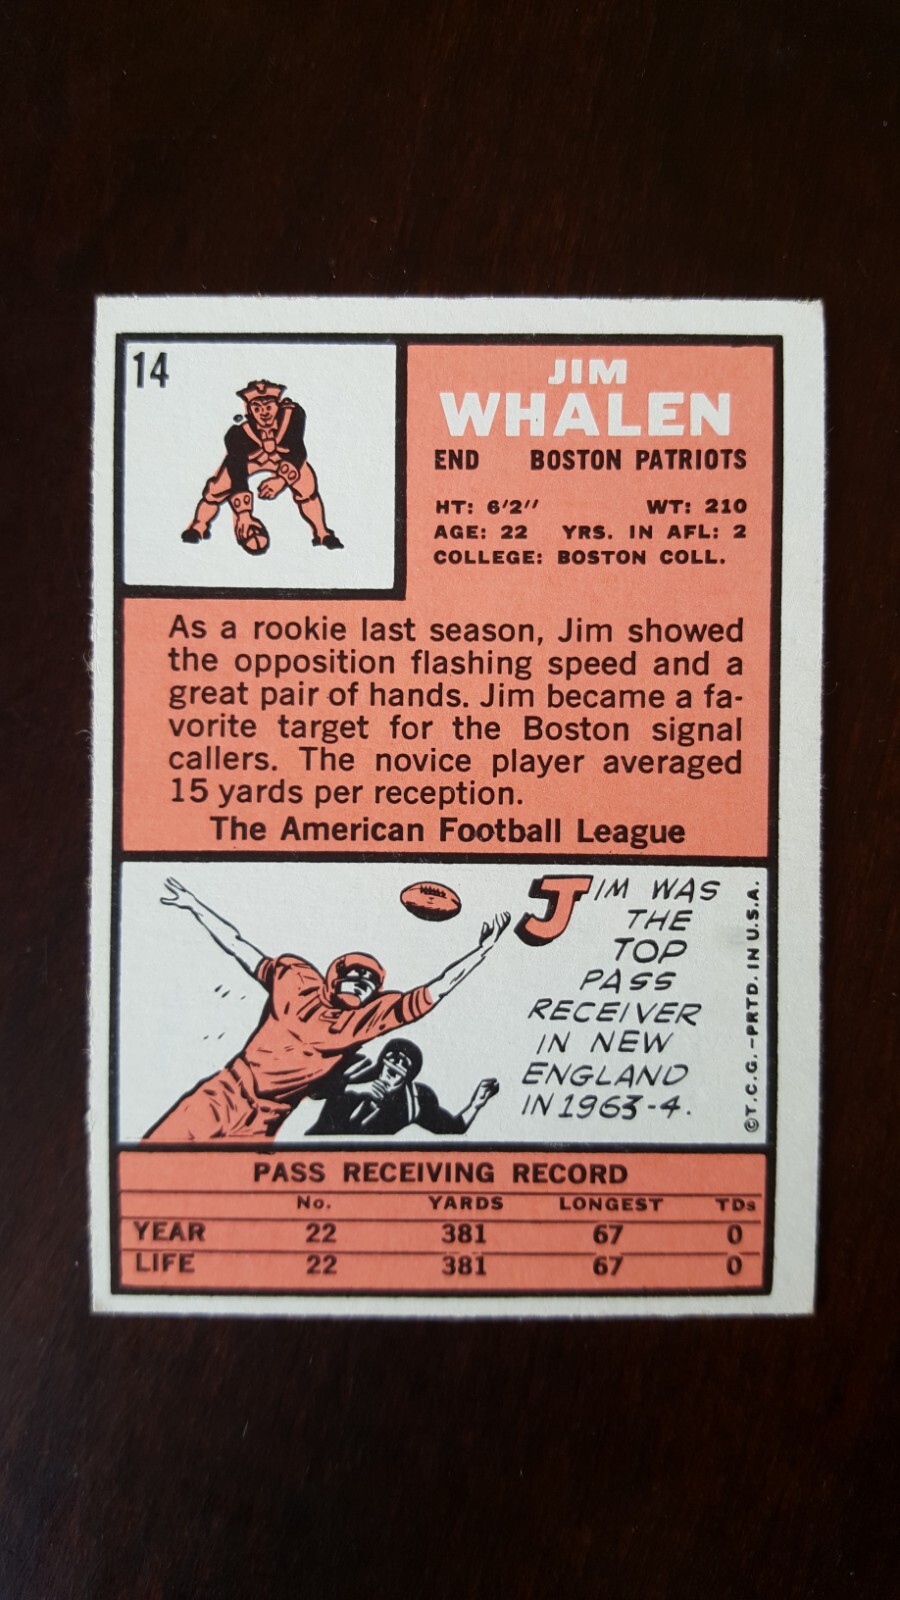 14
JIM
WHALEN
END BOSTON PATRIOTS
HT: 6'2" WT: 210
AGE: 22 YRS. IN AFL: 2
COLLEGE: BOSTON COLL.
As a rookie last season, Jim showed
the opposition flashing speed and a
great pair of hands. Jim became a fa-
vorite target for the Boston signal
callers. The novice player averaged
15 yards per reception.
The American Football League
JIM WAS
THE
TOP
PASS
RECEIVER
IN NEW
ENGLAND
IN 1963-4.
©T.C.G.-PRTD. IN U.S.A.
PASS RECEIVING RECORD
No. YARDS LONGEST TDs
YEAR 22 381 67 0
LIFE 22 381 67 0